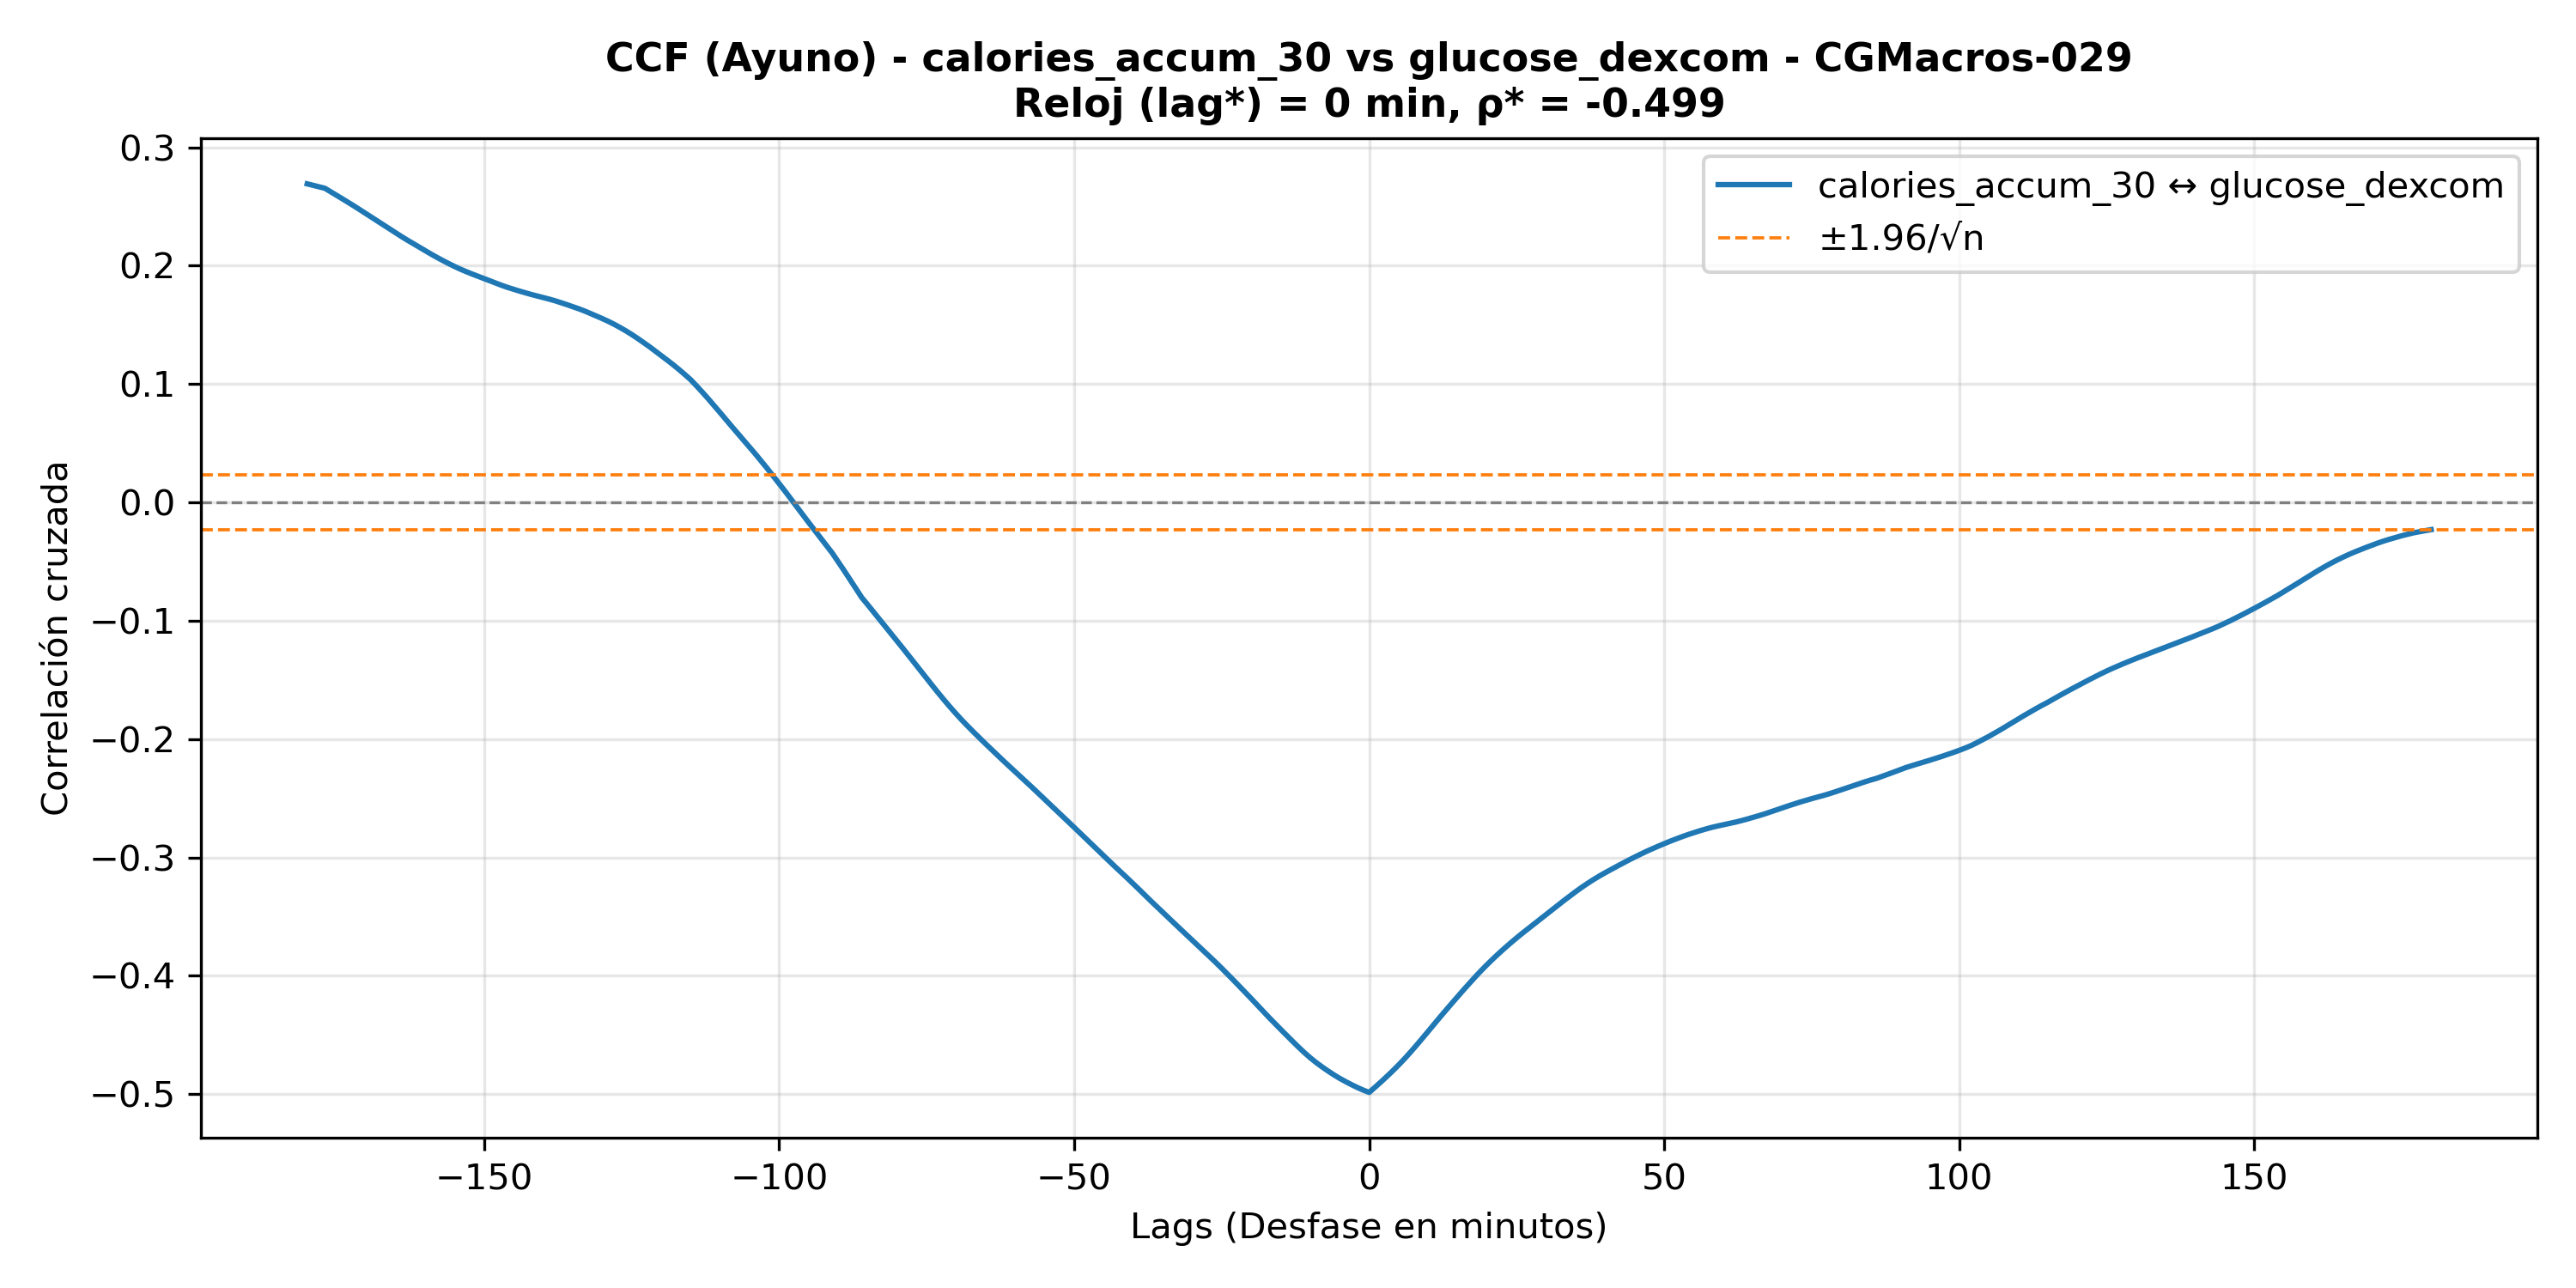 CCF (Ayuno) - calories_accum_30 vs glucose_dexcom - CGMacros-029
Reloj (lag*) = 0 min, ρ* = -0.499
calories_accum_30 ↔ glucose_dexcom
±1.96/√n
Correlación cruzada
0.3
0.2
0.1
0.0
−0.1
−0.2
−0.3
−0.4
−0.5
−150
−100
−50
0
50
100
150
Lags (Desfase en minutos)